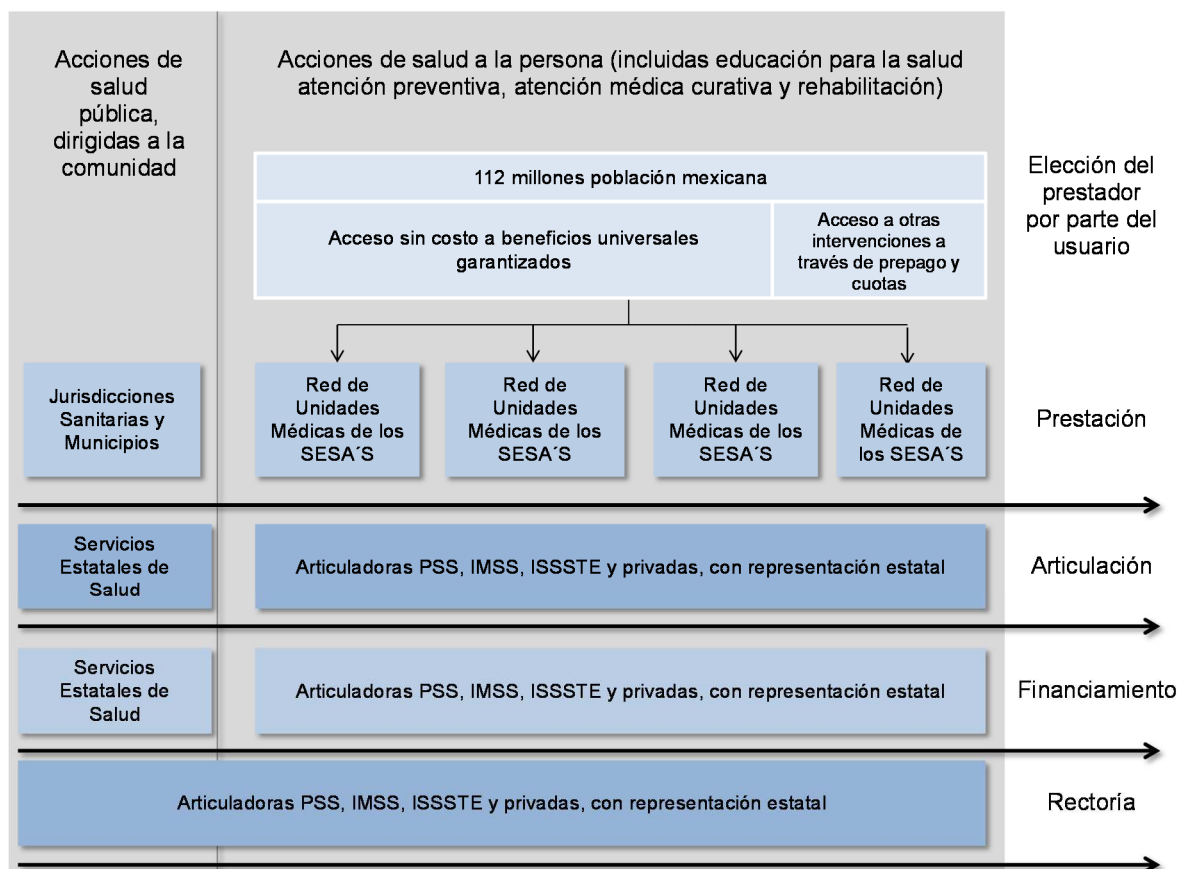 Acciones de
salud
pública,
dirigidas a la
comunidad
Acciones de salud a la persona (incluidas educación para la salud
atención preventiva, atención médica curativa y rehabilitación)
112 millones población mexicana
Acceso sin costo a beneficios universales
garantizados
Acceso a otras
intervenciones a
través de prepago y
cuotas
Elección del
prestador
por parte del
usuario
Jurisdicciones
Sanitarias y
Municipios
Red de
Unidades
Médicas de los
SESA´S
Red de
Unidades
Médicas de los
SESA´S
Red de
Unidades
Médicas de los
SESA´S
Red de
Unidades
Médicas de
los SESA´S
Prestación
Servicios
Estatales de
Salud
Articuladoras PSS, IMSS, ISSSTE y privadas, con representación estatal
Articulación
Servicios
Estatales de
Salud
Articuladoras PSS, IMSS, ISSSTE y privadas, con representación estatal
Financiamiento
Articuladoras PSS, IMSS, ISSSTE y privadas, con representación estatal
Rectoría